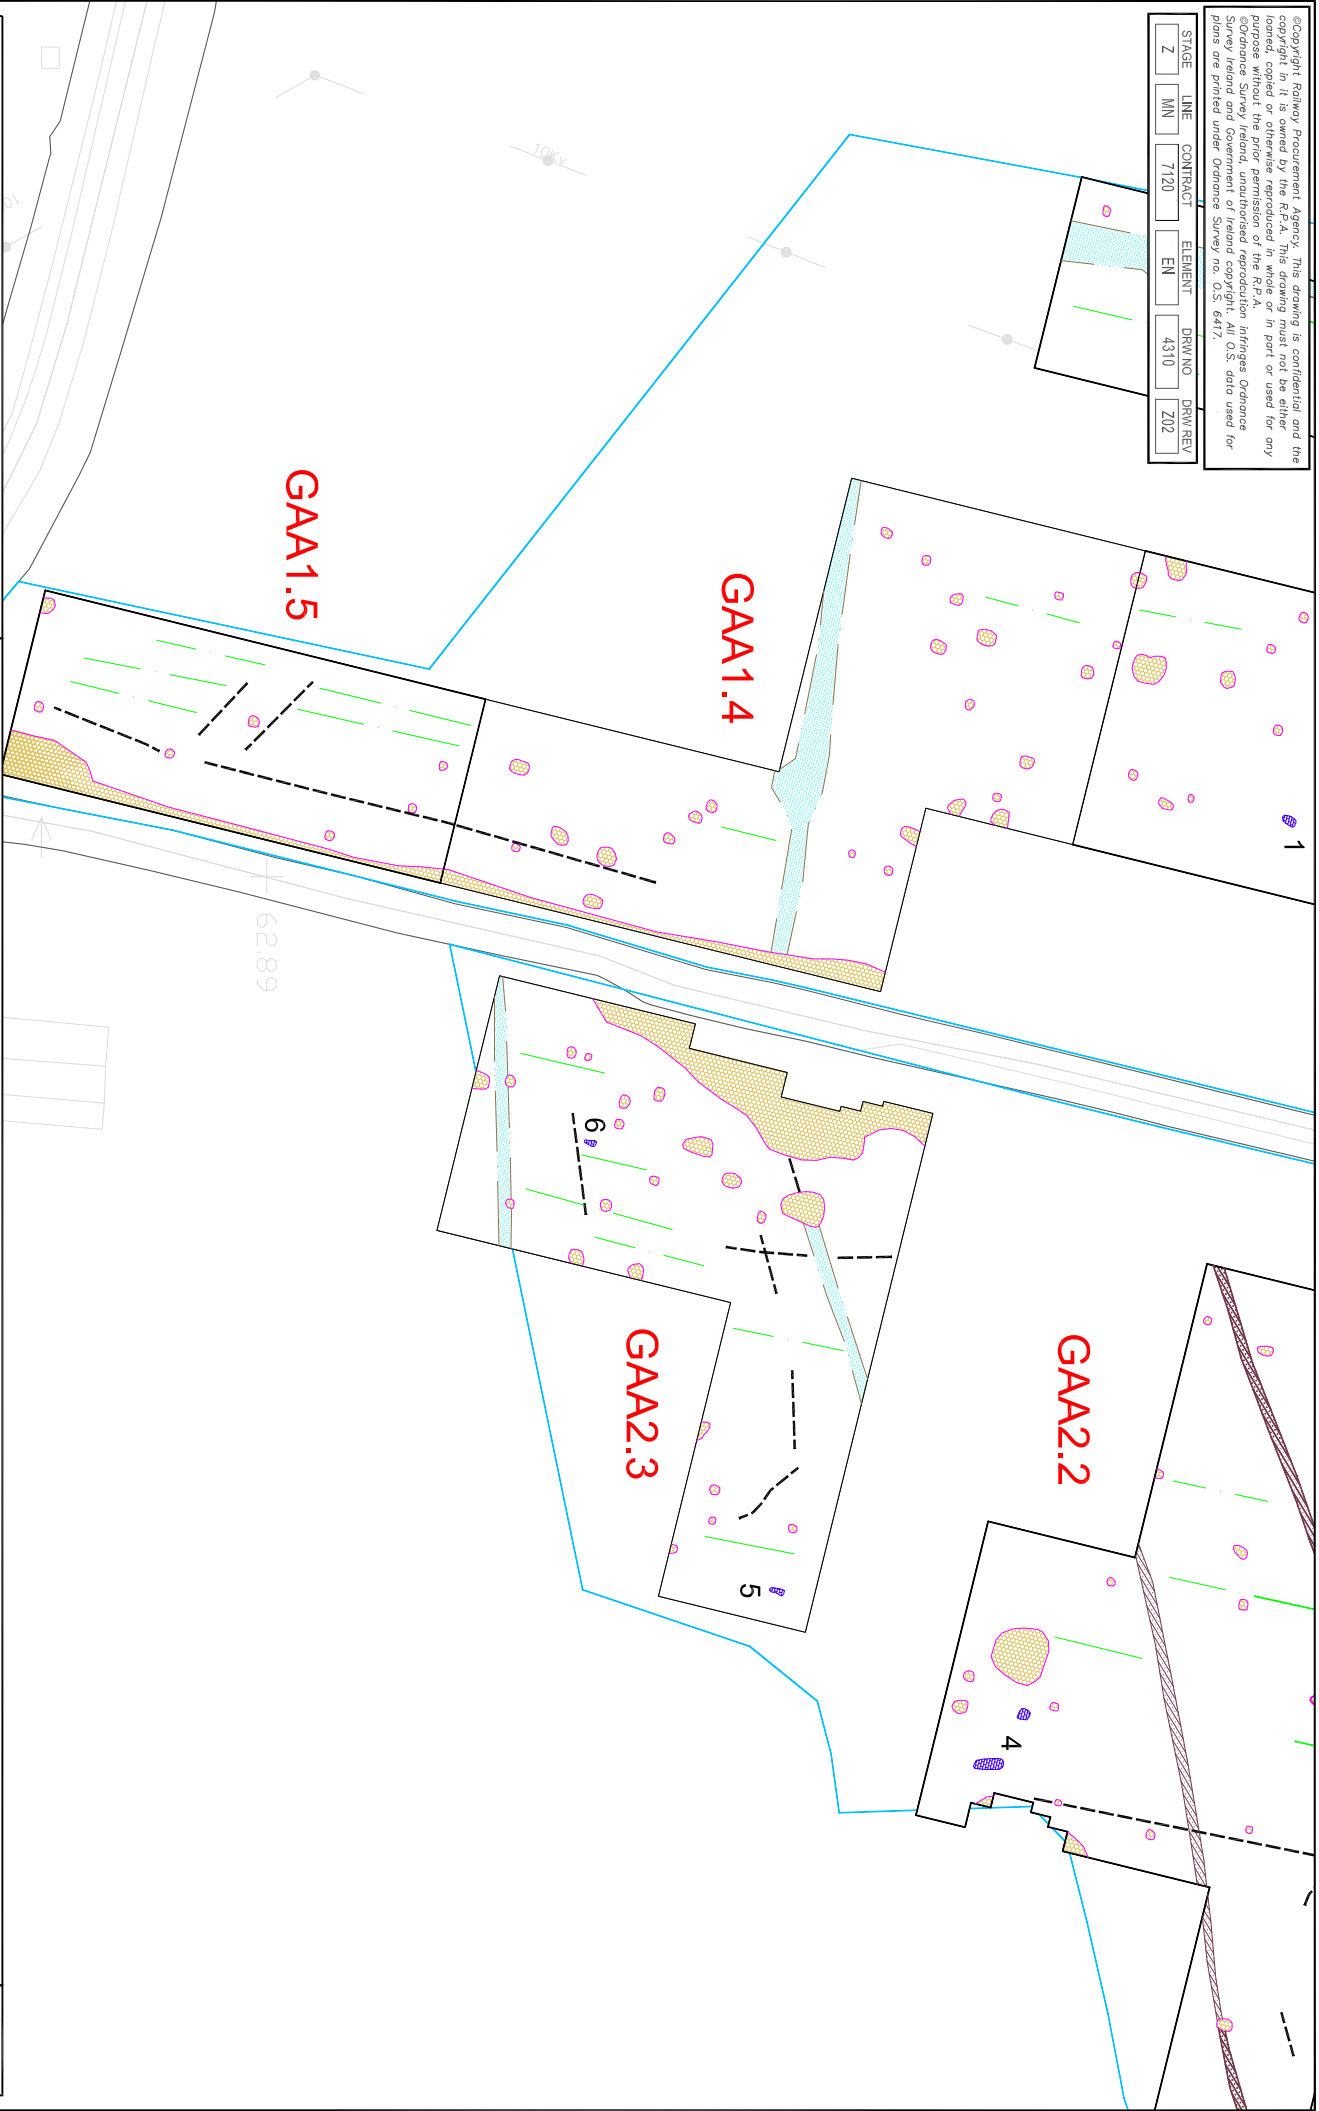 ©Copyright Railway Procurement Agency. This drawing is confidential and the
copyright in it is owned by the R.P.A. This drawing must not be either
loaned, copied or otherwise reproduced in whole or in part or used for any
purpose without the prior permission of the R.P.A.
©Ordnance Survey Ireland, unauthorised reprodcution infringes Ordnance
Survey Ireland and Government of Ireland copyright. All O.S. data used for
plans are printed under Ordnance Survey no. O.S. 6417.
STAGE LINE CONTRACT ELEMENT DRW NO DRW REV
Z MN 7120 EN 4310 Z02
1
GAA2.2
4
GAA1.4
5
GAA2.3
6
10Kv
GAA1.5
62.89